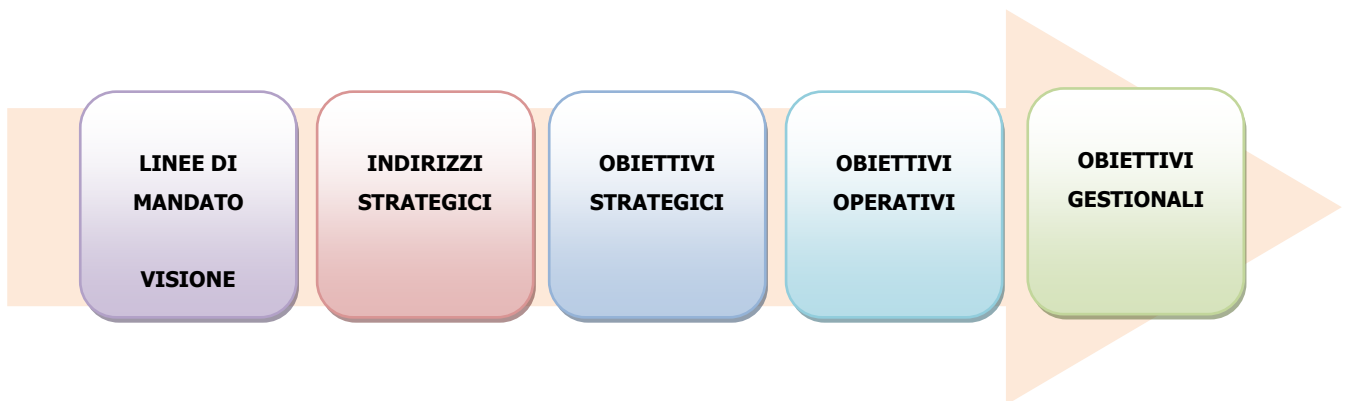 LINEE DI
MANDATO
VISIONE
INDIRIZZI
STRATEGICI
OBIETTIVI
STRATEGICI
OBIETTIVI
OPERATIVI
OBIETTIVI
GESTIONALI